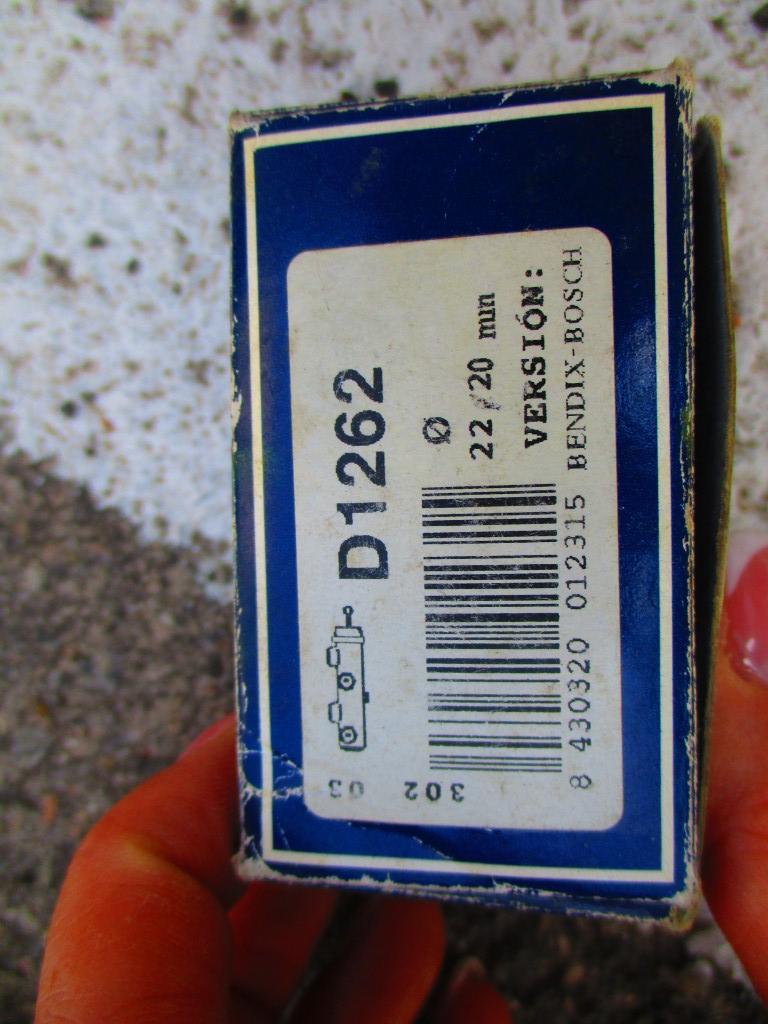 D1262
Ø
22/20 mm
VERSIÓN:
BENDIX-BOSCH
8 430320 012315
302 03